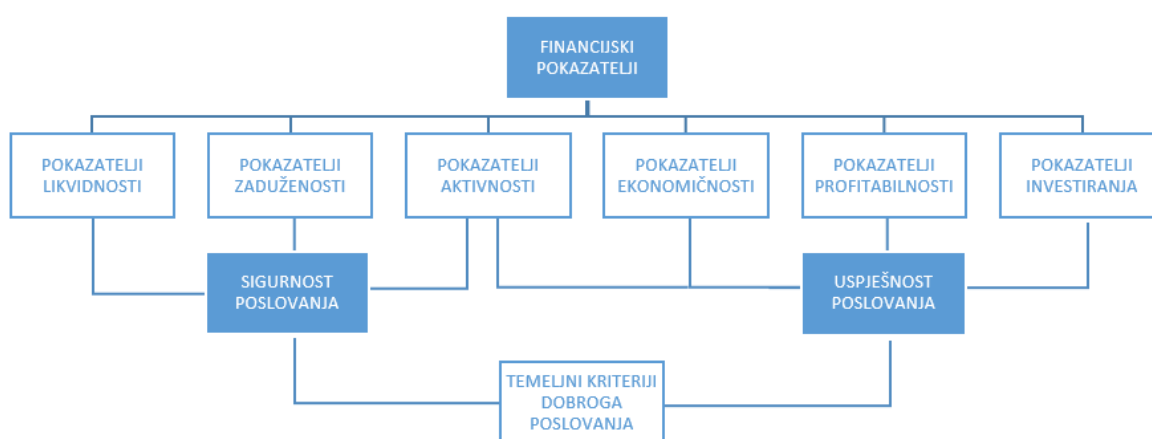 FINANCIJSKI
POKAZATELJI
POKAZATELJI
LIKVIDNOSTI
POKAZATELJI
ZADUŽENOSTI
POKAZATELJI
AKTIVNOSTI
POKAZATELJI
EKONOMIČNOSTI
POKAZATELJI
PROFITABILNOSTI
POKAZATELJI
INVESTIRANJA
SIGURNOST
POSLOVANJA
USPJEŠNOST
POSLOVANJA
TEMELJNI KRITERIJI
DOBROGA
POSLOVANJA